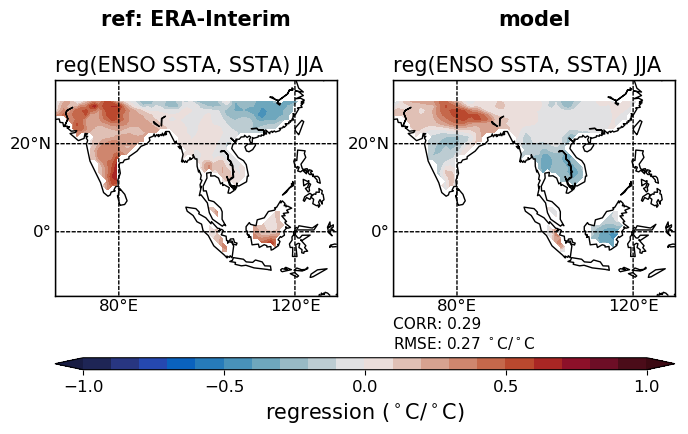 ref: ERA-Interim
model
reg(ENSO SSTA, SSTA) JJA
reg(ENSO SSTA, SSTA) JJA
20°N
0°
80°E
120°E
20°N
0°
80°E
120°E
CORR: 0.29
RMSE: 0.27 °C/°C
−1.0
−0.5
0.0
0.5
1.0
regression (°C/°C)